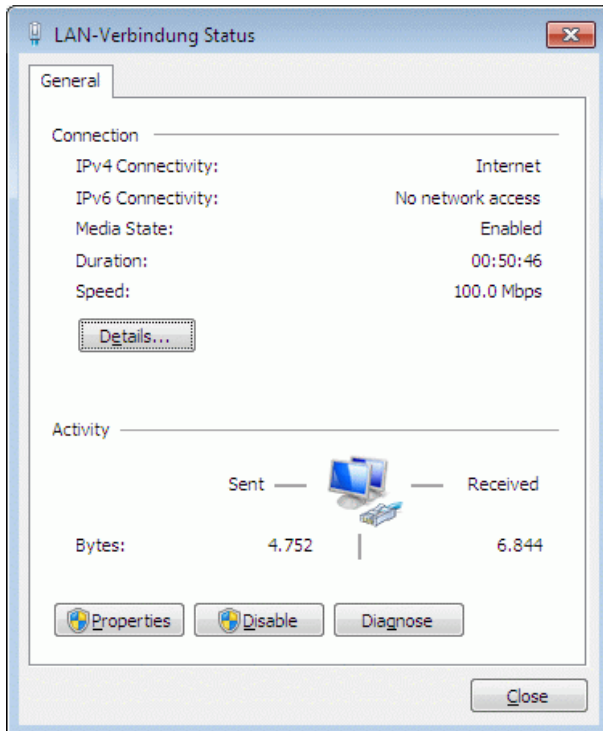 LAN-Verbindung Status
General
Connection
IPv4 Connectivity: Internet
IPv6 Connectivity: No network access
Media State: Enabled
Duration: 00:50:46
Speed: 100.0 Mbps
Details...
Activity
Sent Received
Bytes: 4.752 6.844
Properties Disable Diagnose
Close